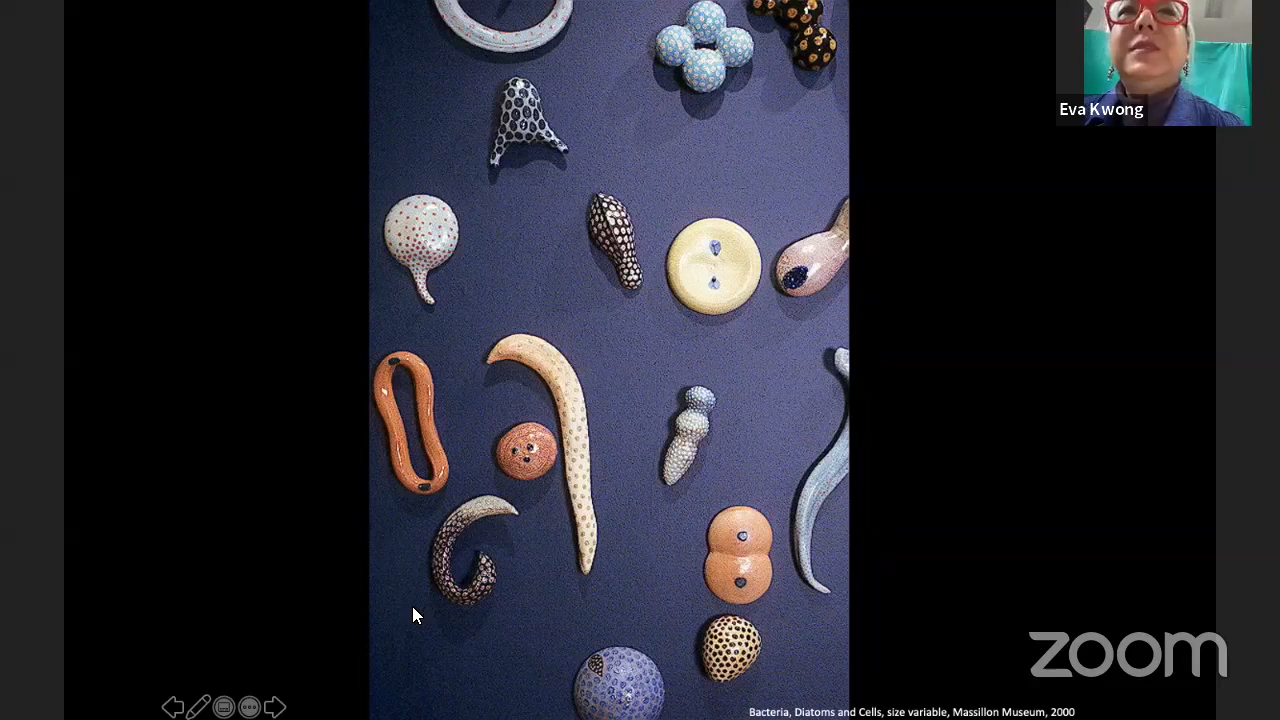 Eva Kwong
zoom
Bacteria, Diatoms and Cells, size variable, Massillon Museum, 2000